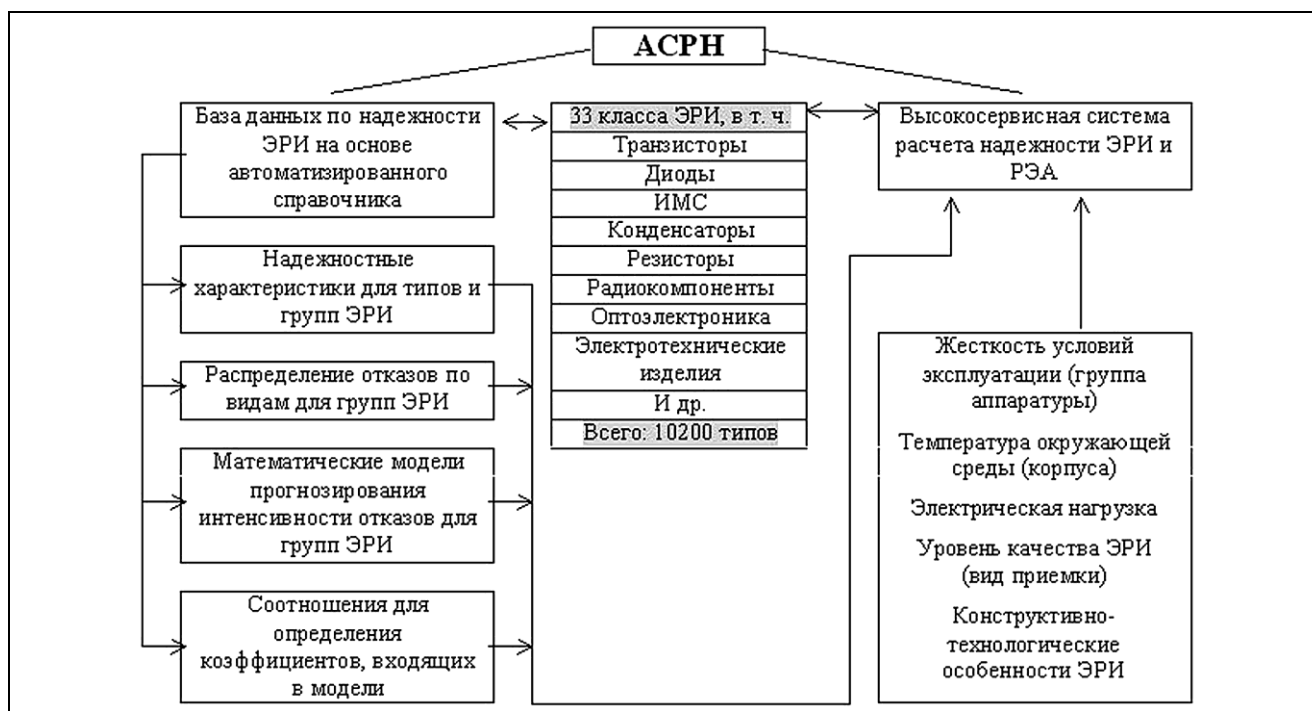 АСРН
База данных по надежности
ЭРИ на основе
автоматизированного
справочника
Надежностные
характеристики для типов и
групп ЭРИ
Распределение отказов по
видам для групп ЭРИ
Математические модели
прогнозирования
интенсивности отказов для
групп ЭРИ
Соотношения для
определения
коэффициентов, входящих
в модели
33 класса ЭРИ, в т. ч.
Транзисторы
Диоды
ИМС
Конденсаторы
Резисторы
Радиокомпоненты
Оптоэлектроника
Электротехнические
изделия
И др.
Всего: 10200 типов
Высокосервисная система
расчета надежности ЭРИ и
РЭА
Жесткость условий
эксплуатации (группа
аппаратуры)
Температура окружающей
среды (корпуса)
Электрическая нагрузка
Уровень качества ЭРИ
(вид приемки)
Конструктивно-
технологические
особенности ЭРИ